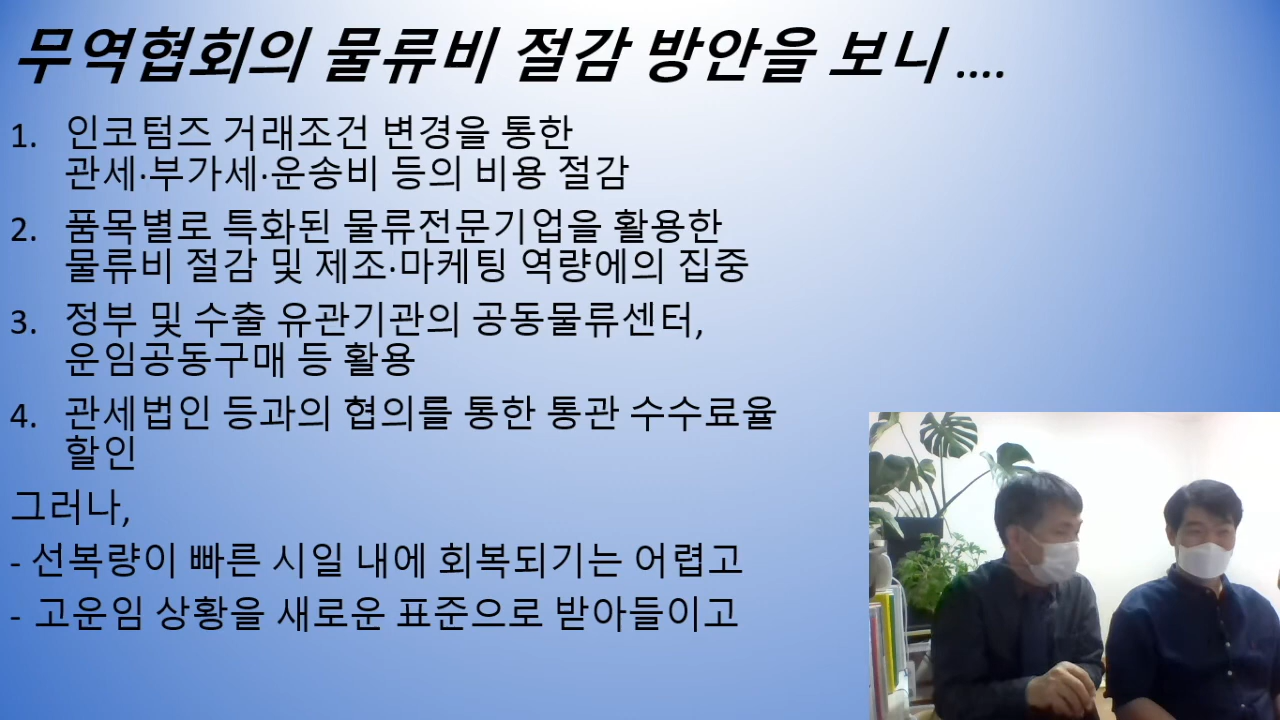 무역협회의 물류비 절감 방안을 보니 ....
1. 인코텀즈 거래조건 변경을 통한
관세·부가세·운송비 등의 비용 절감
2. 품목별로 특화된 물류전문기업을 활용한
물류비 절감 및 제조·마케팅 역량에의 집중
3. 정부 및 수출 유관기관의 공동물류센터,
운임공동구매 등 활용
4. 관세법인 등과의 협의를 통한 통관 수수료율
할인
그러나,
- 선복량이 빠른 시일 내에 회복되기는 어렵고
- 고운임 상황을 새로운 표준으로 받아들이고